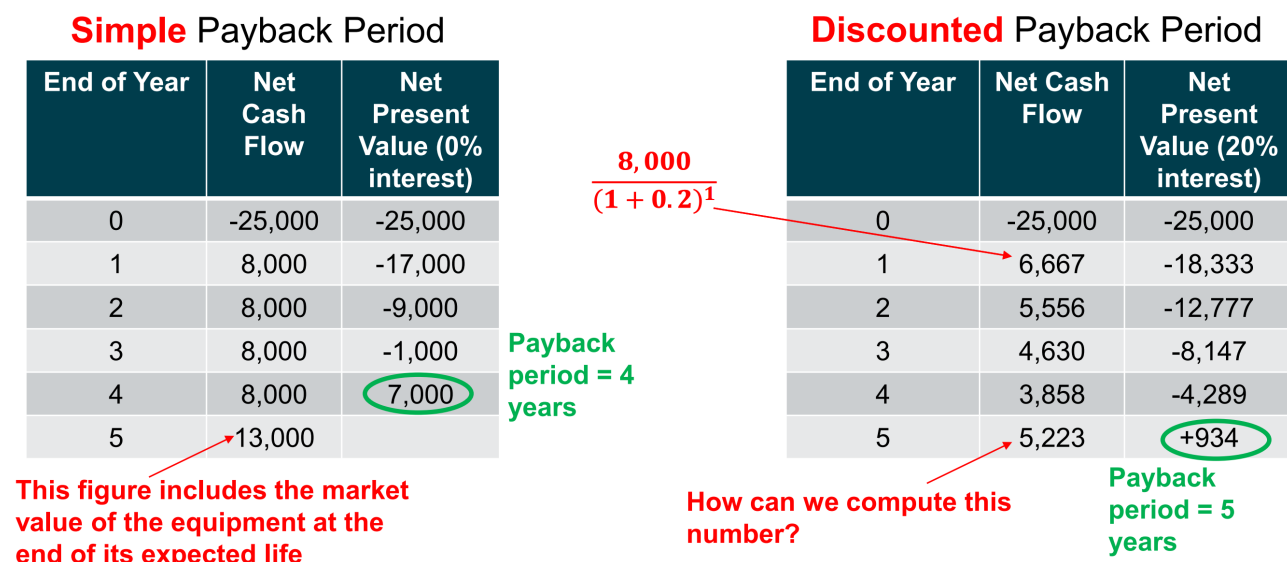 Simple Payback Period
End of Year Net Cash Flow Net Present Value (0% interest)
0 -25,000 -25,000
1 8,000 -17,000
2 8,000 -9,000
3 8,000 -1,000
4 8,000 7,000
5 13,000
Payback
period = 4
years
This figure includes the market
value of the equipment at the
end of its expected life
8,000
(1 + 0.2)^1
Discounted Payback Period
End of Year Net Cash Flow Net Present Value (20% interest)
0 -25,000 -25,000
1 6,667 -18,333
2 5,556 -12,777
3 4,630 -8,147
4 3,858 -4,289
5 5,223 +934
How can we compute this
number?
Payback
period = 5
years